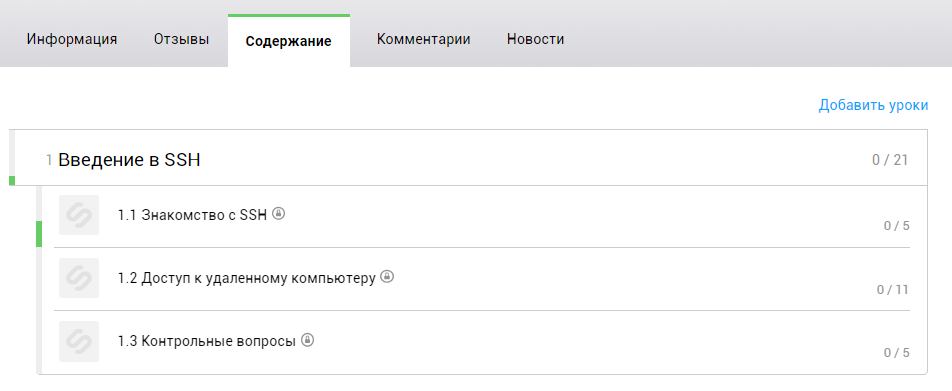 Информация Отзывы Содержание Комментарии Новости
Добавить уроки
1 Введение в SSH 0 / 21
1.1 Знакомство с SSH
0 / 5
1.2 Доступ к удаленному компьютеру
0 / 11
1.3 Контрольные вопросы
0 / 5